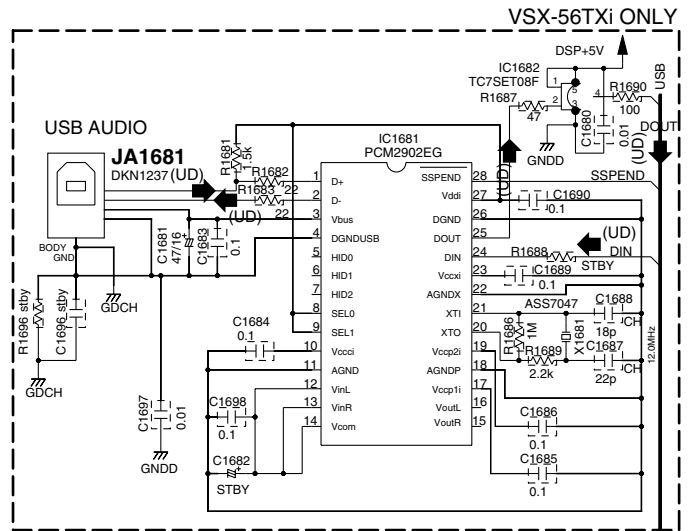 VSX-56TXi ONLY
DSP+5V
IC1682
TC7SET08F
1
5
2
4
3
R1687
47
R1690
100
USB
C1680
0.01
(UD)
DOUT
GNDD
USB AUDIO
JA1681
DKN1237 (UD)
R1681
1.5k
R1682
R1683 22
22
(UD)
IC1681
PCM2902EG
(UD)
SSPEND
BODY
GND
C1681
47/16
C1683
0.1
R1696 stby
C1696 stby
GDCH
GDCH
C1697
0.01
GNDD
1 D+
2 D-
3 Vbus
4 DGNDUSB
5 HID0
6 HID1
7 HID2
8 SEL0
9 SEL1
10 Vccci
11 AGND
12 VinL
13 VinR
14 Vcom
SSPEND 28
Vddi 27
DGND 26
DOUT 25
DIN 24
Vccxi 23
AGNDX 22
XTI 21
XTO 20
Vccp2i 19
AGNDP 18
Vccp1i 17
VoutL 16
VoutR 15
C1690
0.1
(UD)
R1688
DIN
STBY
C1689
0.1
ASS7047
C1688
18p
CH
R1686
1M
X1681
R1689
2.2k
C1687
22p
CH
12.0MHz
C1684
0.1
C1698
0.1
C1682
STBY
C1686
0.1
C1685
0.1